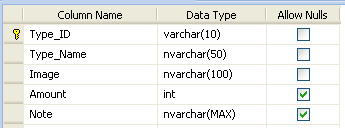 Column Name Data Type Allow Nulls
Type_ID varchar(10)
Type_Name nvarchar(50)
Image nvarchar(100)
Amount int
Note nvarchar(MAX)